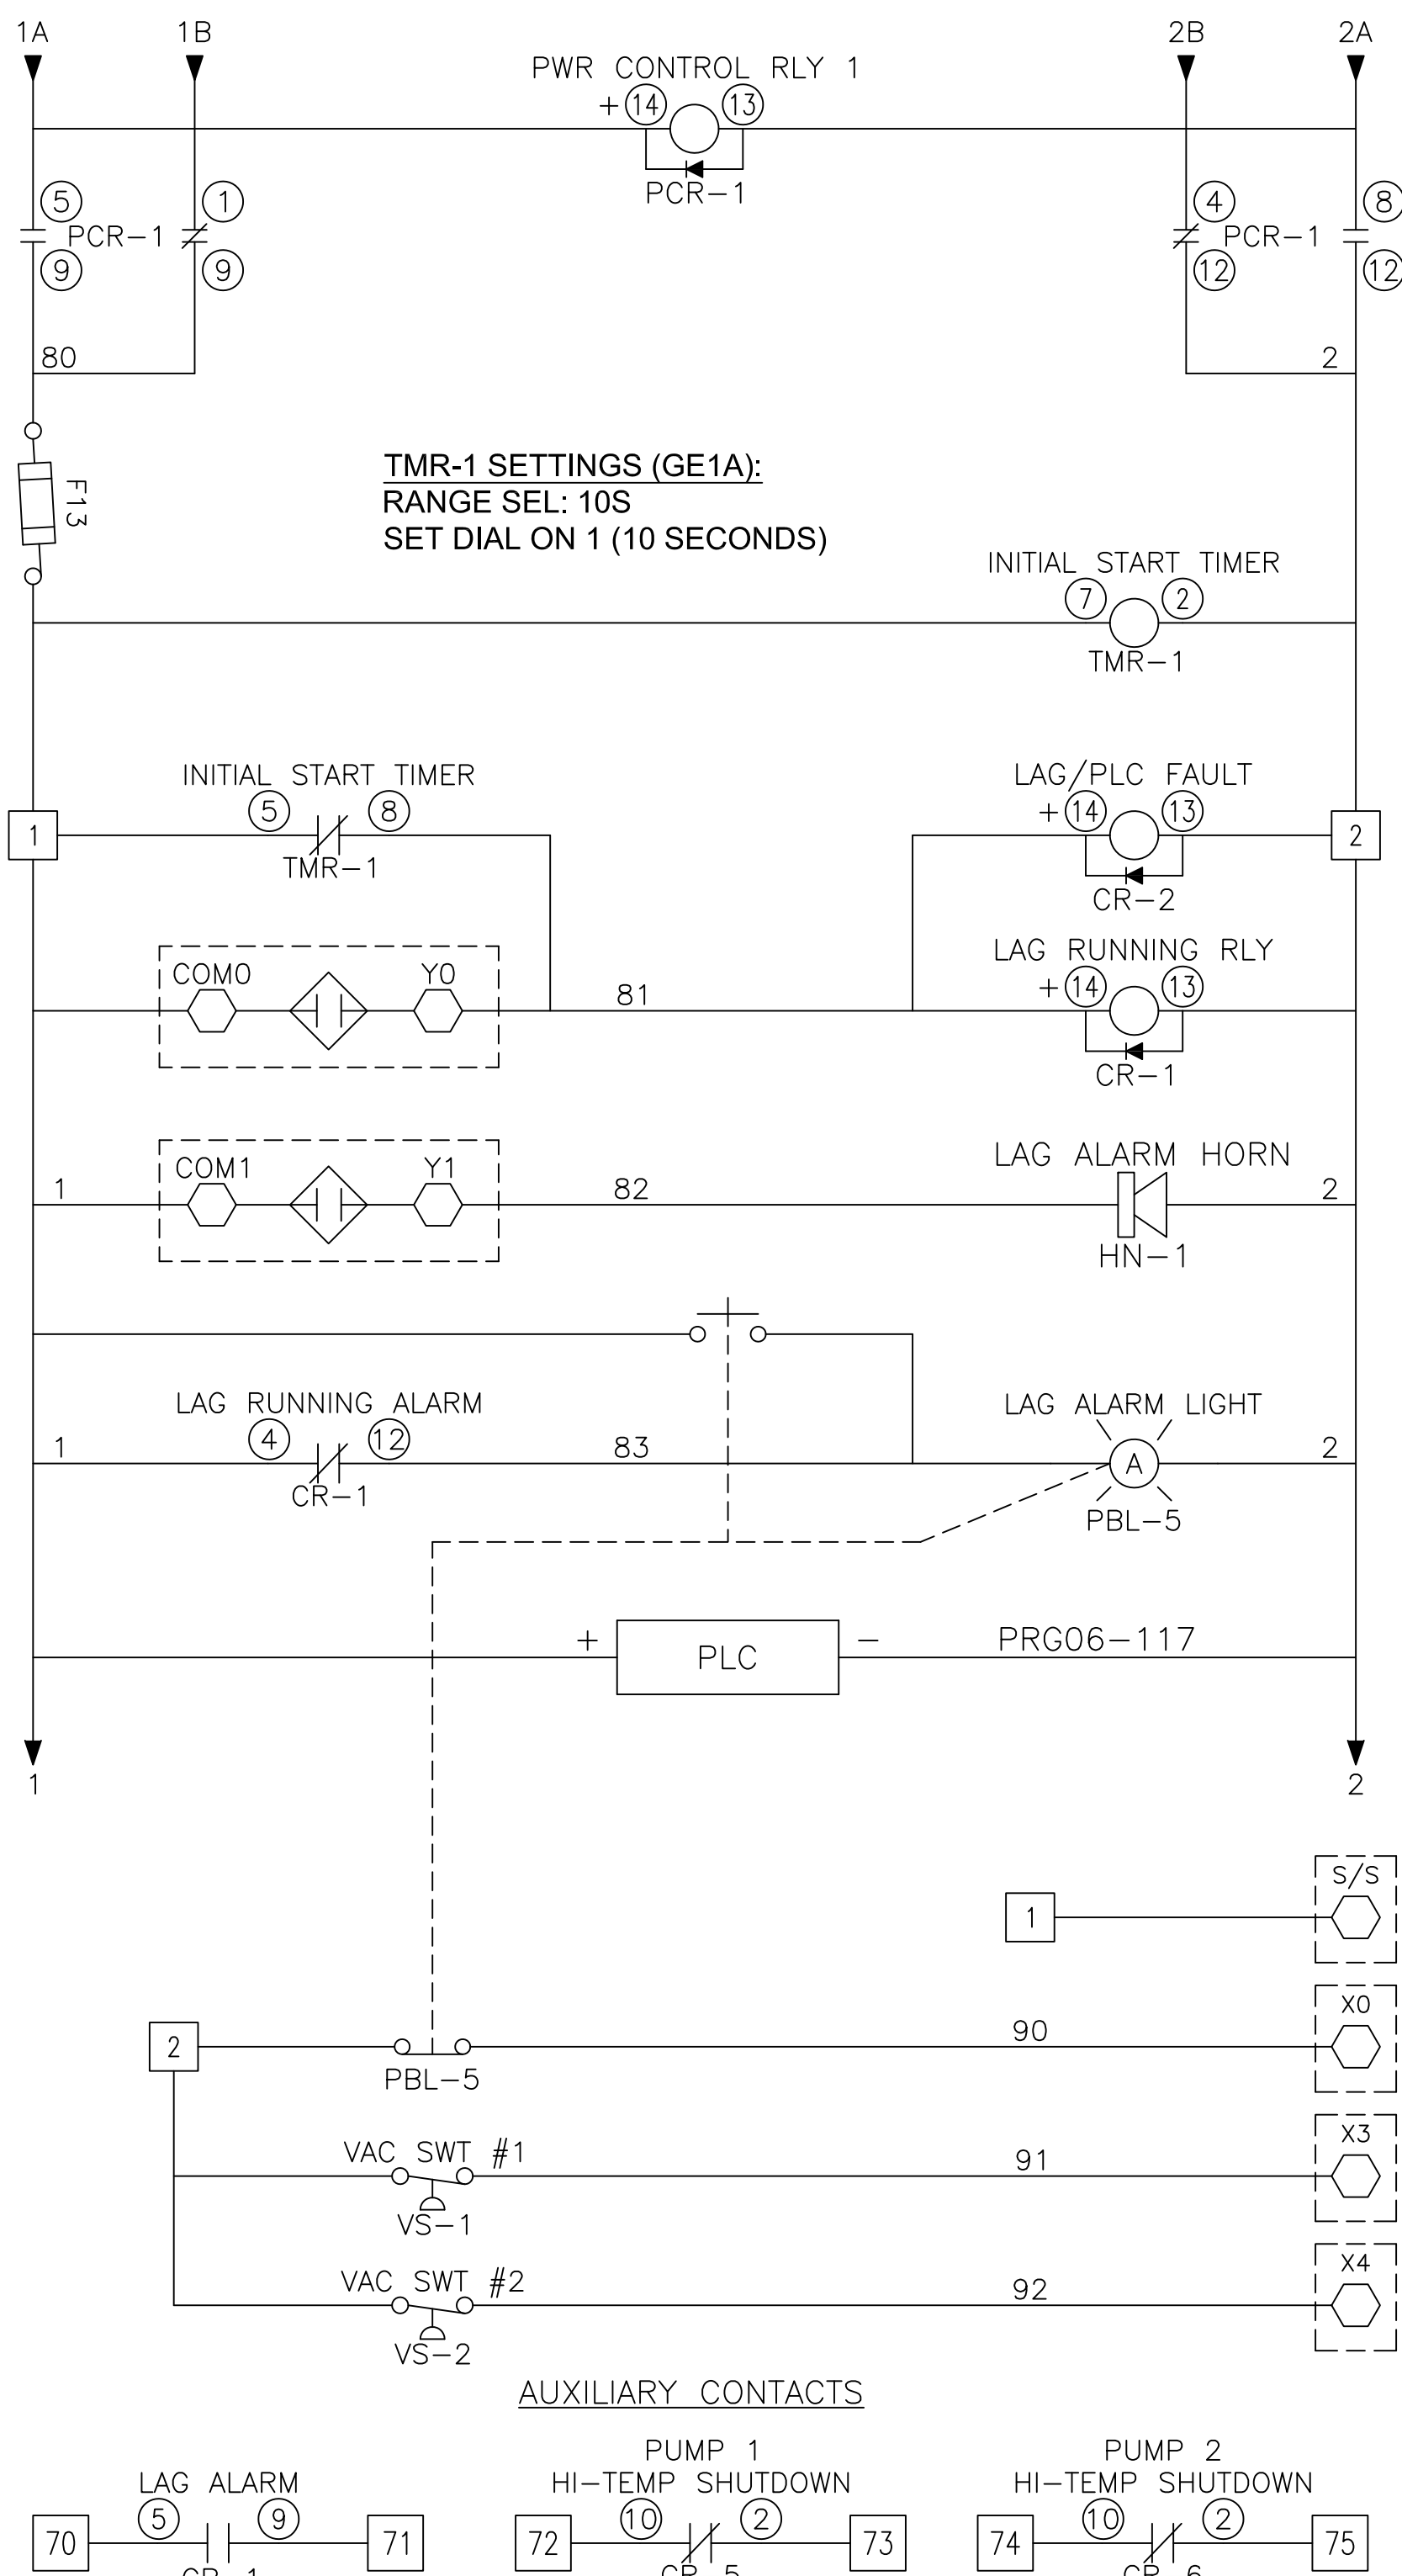 1A 1B 2B 2A
PWR CONTROL RLY 1
+ 14 13
PCR-1
5 PCR-1 1 4 PCR-1 8
9 9 12 12
80 2
F13
TMR-1 SETTINGS (GE1A):
RANGE SEL: 10S
SET DIAL ON 1 (10 SECONDS)
INITIAL START TIMER
7 2
TMR-1
INITIAL START TIMER LAG/PLC FAULT
5 8 + 14 13
1 2
TMR-1 CR-2
LAG RUNNING RLY
COM0 Y0 81 + 14 13
CR-1
LAG ALARM HORN
COM1 Y1
1 82 2
HN-1
LAG RUNNING ALARM LAG ALARM LIGHT
4 12
1 83 A 2
CR-1 PBL-5
+ PLC - PRG06-117
1 2
S/S
1
X0
2 90
PBL-5
VAC SWT #1 91 X3
VS-1
VAC SWT #2 92 X4
VS-2
AUXILIARY CONTACTS
PUMP 1 PUMP 2
LAG ALARM HI-TEMP SHUTDOWN HI-TEMP SHUTDOWN
5 9 10 2 10 2
70 71 72 73 74 75
CR-1 CR-5 CR-6